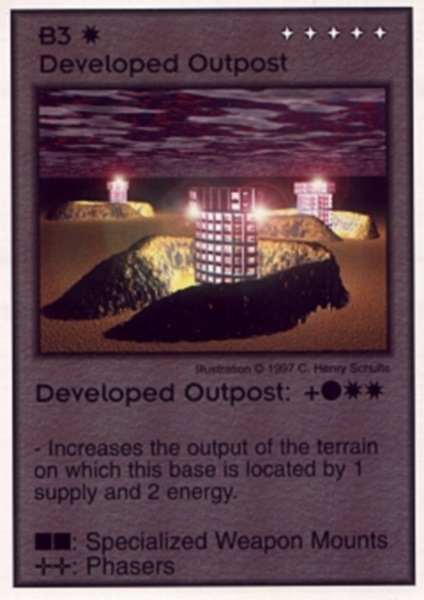 B3 ✷ ✦ ✦ ✦ ✦ ✦
Developed Outpost
Illustration © 1997 C. Henry Schulte
Developed Outpost: +●✷✷
- Increases the output of the terrain
on which this base is located by 1
supply and 2 energy.
■■: Specialized Weapon Mounts
✛✛: Phasers